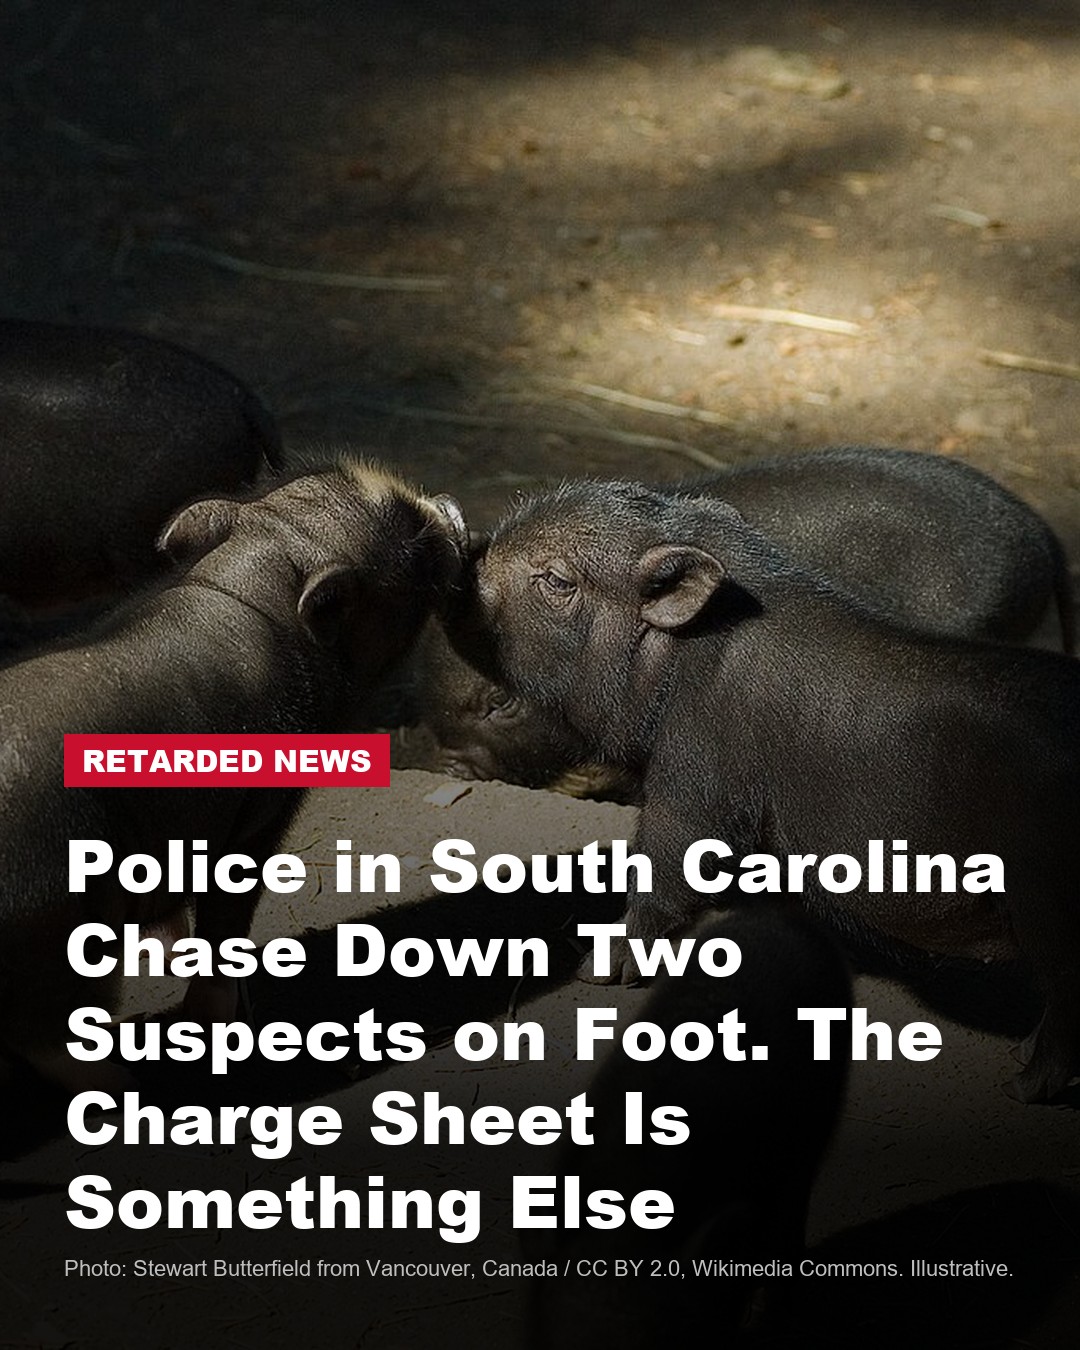 RETARDED NEWS
Police in South Carolina
Chase Down Two
Suspects on Foot. The
Charge Sheet Is
Something Else
Photo: Stewart Butterfield from Vancouver, Canada / CC BY 2.0, Wikimedia Commons. Illustrative.